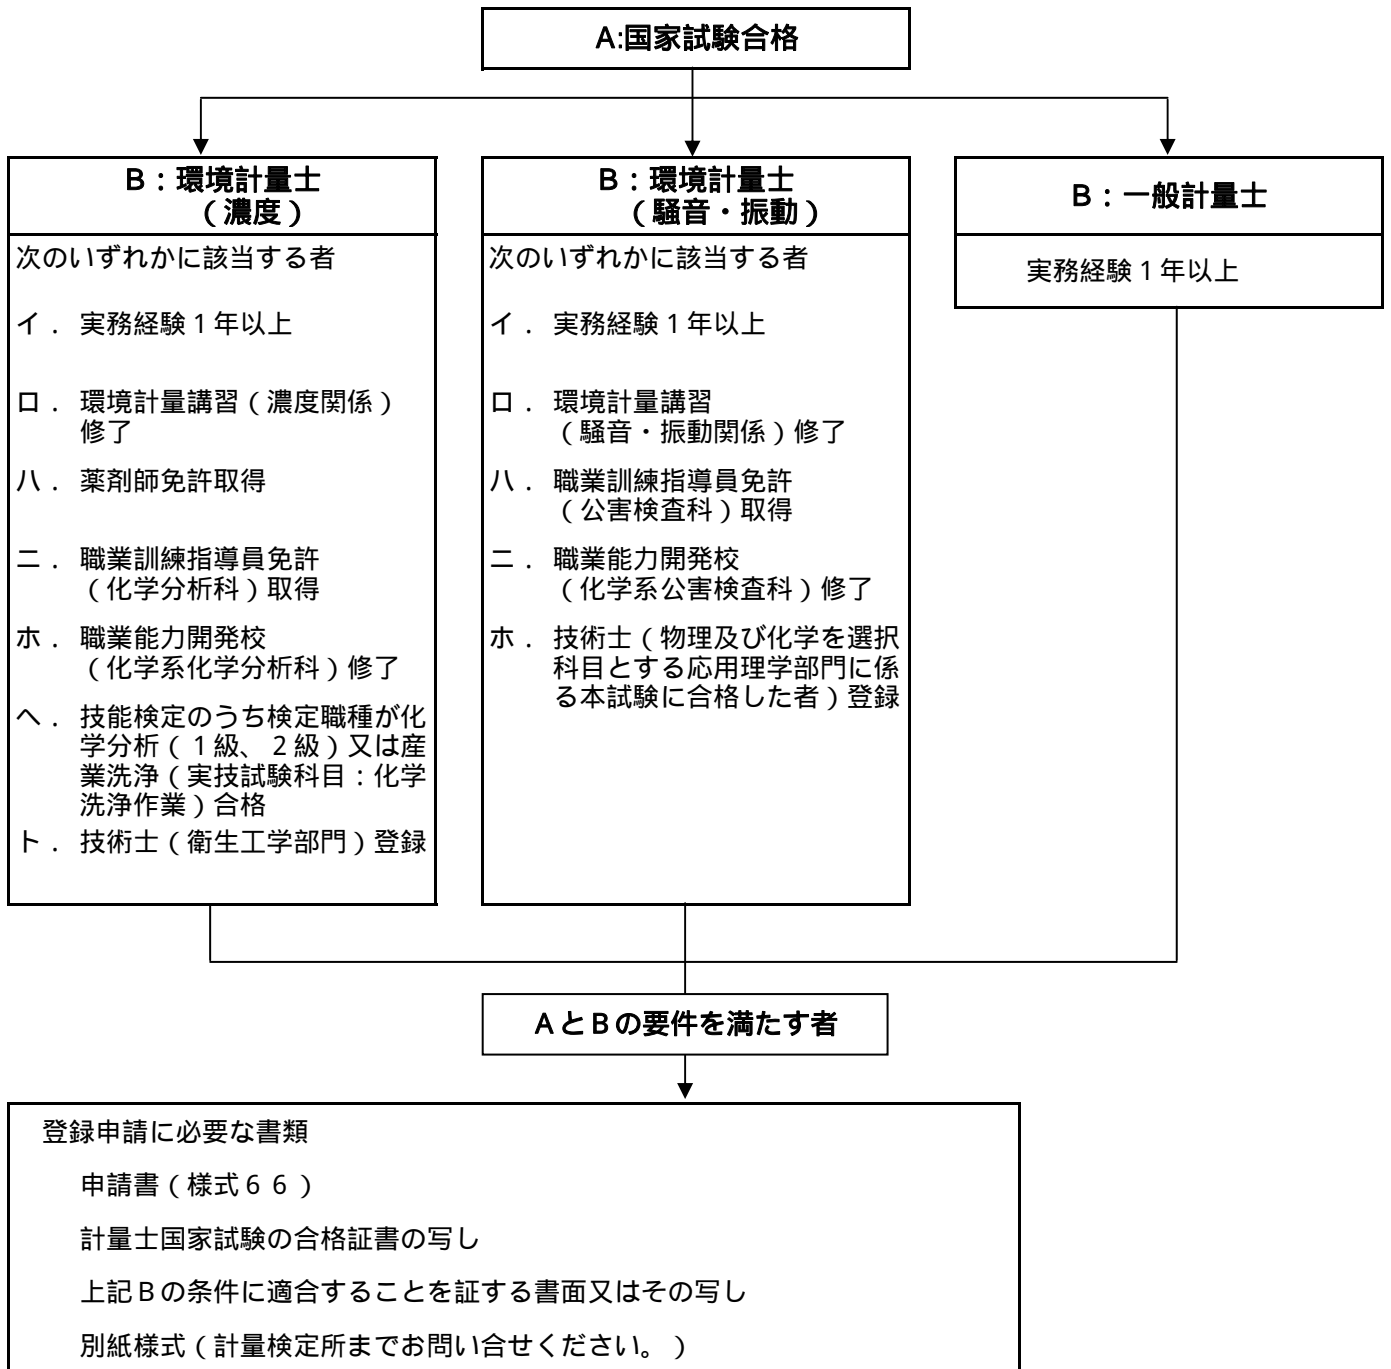 A:国家試験合格
B：環境計量士
（濃度）
次のいずれかに該当する者
イ． 実務経験１年以上
ロ． 環境計量講習（濃度関係）
修了
ハ． 薬剤師免許取得
ニ． 職業訓練指導員免許
（化学分析科）取得
ホ． 職業能力開発校
（化学系化学分析科）修了
ヘ． 技能検定のうち検定職種が化
学分析（１級、２級）又は産
業洗浄（実技試験科目：化学
洗浄作業）合格
ト． 技術士（衛生工学部門）登録
B：環境計量士
（騒音・振動）
次のいずれかに該当する者
イ． 実務経験１年以上
ロ． 環境計量講習
（騒音・振動関係）修了
ハ． 職業訓練指導員免許
（公害検査科）取得
ニ． 職業能力開発校
（化学系公害検査科）修了
ホ． 技術士（物理及び化学を選択
科目とする応用理学部門に係
る本試験に合格した者）登録
B：一般計量士
実務経験１年以上
AとBの要件を満たす者
登録申請に必要な書類
申請書（様式６６）
計量士国家試験の合格証書の写し
上記Bの条件に適合することを証する書面又はその写し
別紙様式（計量検定所までお問い合せください。）